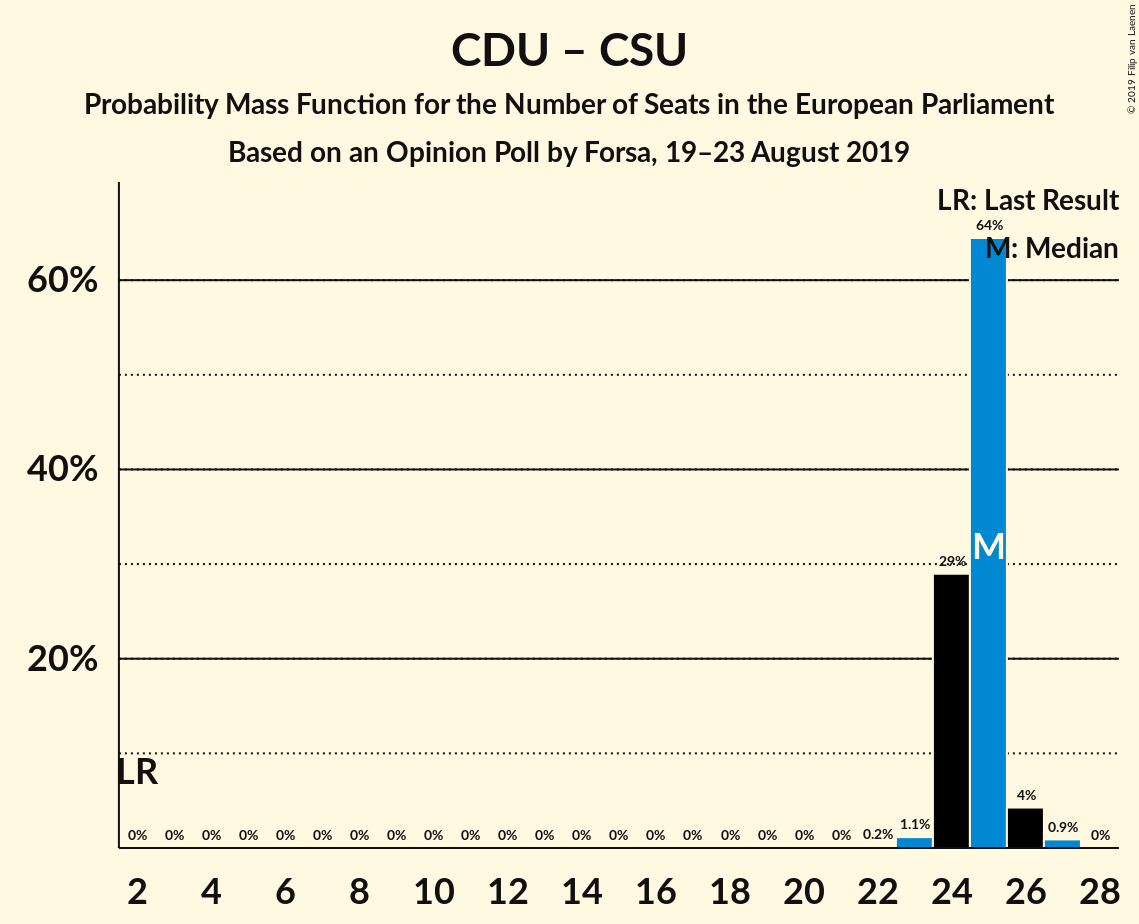 CDU – CSU
Probability Mass Function for the Number of Seats in the European Parliament
Based on an Opinion Poll by Forsa, 19–23 August 2019
© 2019 Filip van Laenen
LR: Last Result
M: Median
64%
60%
40%
29%
M
20%
LR
0% 0% 0% 0% 0% 0% 0% 0% 0% 0% 0% 0% 0% 0% 0% 0% 0% 0% 0% 0% 0.2% 1.1% 4% 0.9% 0%
2 4 6 8 10 12 14 16 18 20 22 24 26 28